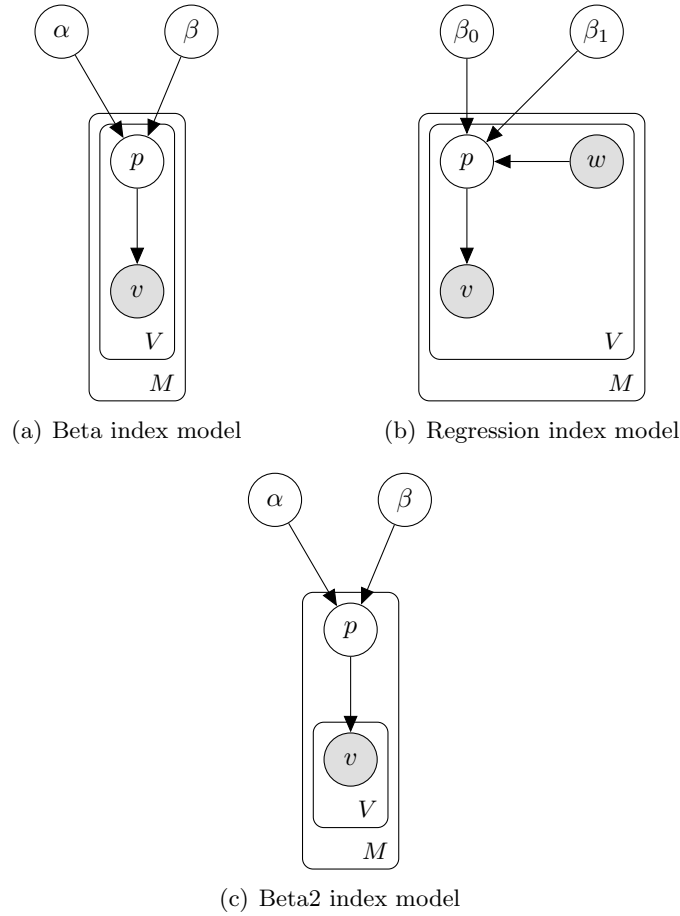 α β
p
v
V
M
(a) Beta index model
β₀ β₁
p w
v
V
M
(b) Regression index model
α β
p
v
V
M
(c) Beta2 index model